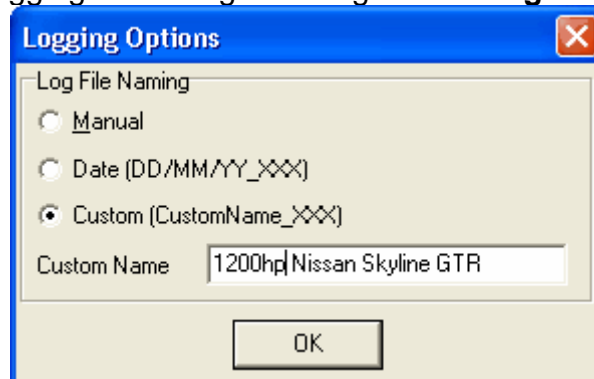 Logging Options
Log File Naming
Manual
Date (DD/MM/YY_XXX)
Custom (CustomName_XXX)
Custom Name 1200hp Nissan Skyline GTR
OK